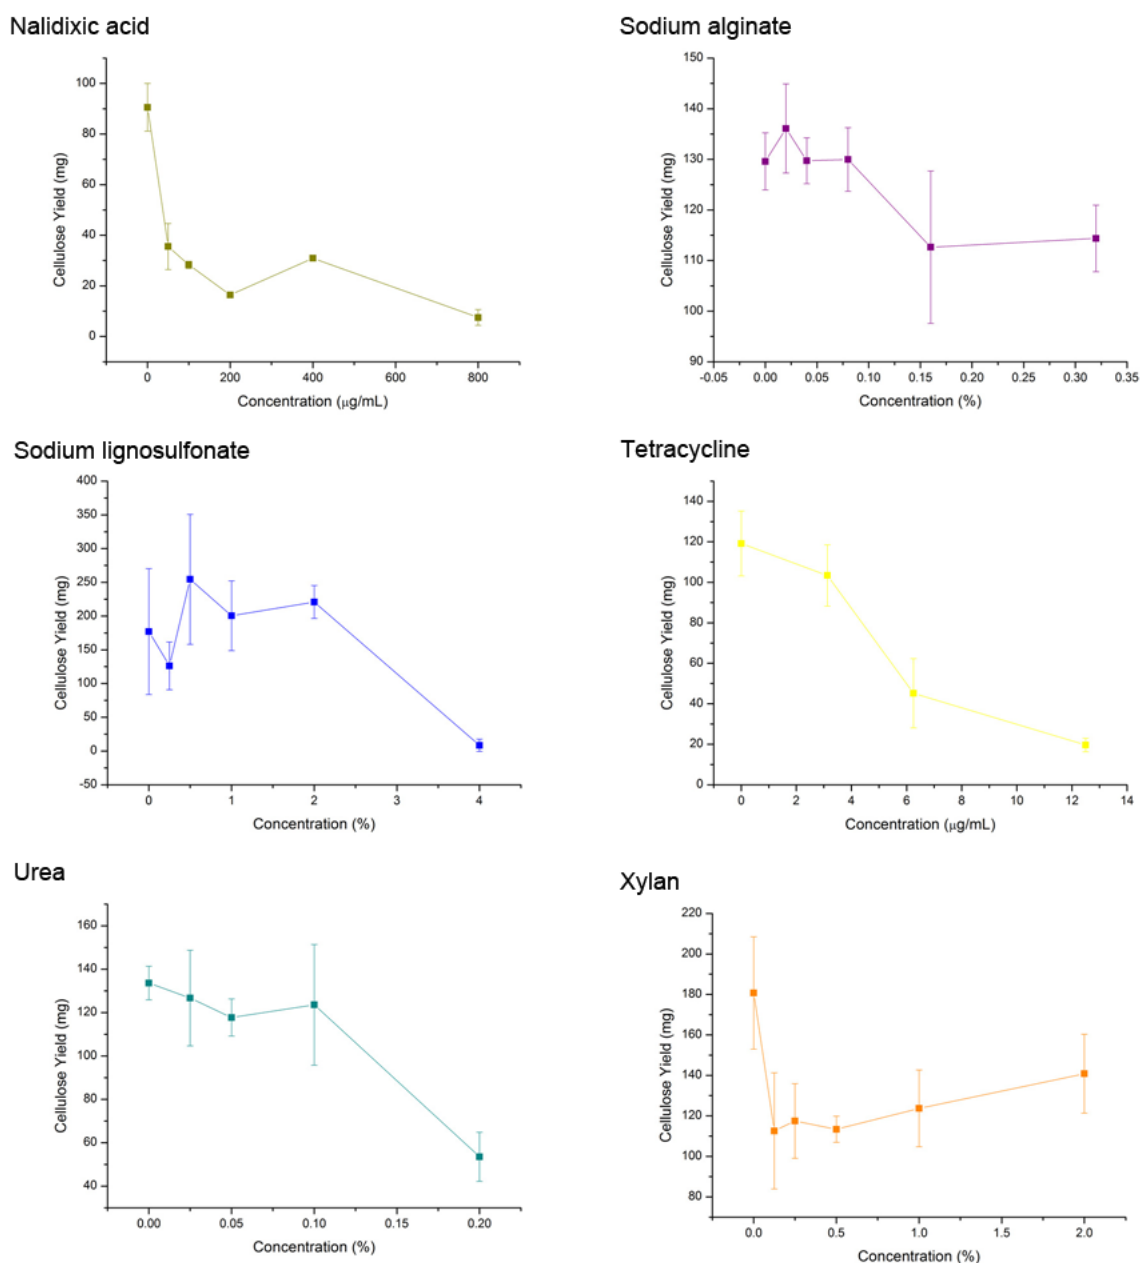 Nalidixic acid
100
80
60
40
20
0
Cellulose Yield (mg)
0 200 400 600 800
Concentration (μg/mL)
Sodium alginate
150
140
130
120
110
100
90
Cellulose Yield (mg)
-0.05 0.00 0.05 0.10 0.15 0.20 0.25 0.30 0.35
Concentration (%)
Sodium lignosulfonate
400
350
300
250
200
150
100
50
0
-50
Cellulose Yield (mg)
0 1 2 3 4
Concentration (%)
Tetracycline
140
120
100
80
60
40
20
0
Cellulose Yield (mg)
0 2 4 6 8 10 12 14
Concentration (μg/mL)
Urea
160
140
120
100
80
60
40
Cellulose Yield (mg)
0.00 0.05 0.10 0.15 0.20
Concentration (%)
Xylan
220
200
180
160
140
120
100
80
Cellulose Yield (mg)
0.0 0.5 1.0 1.5 2.0
Concentration (%)